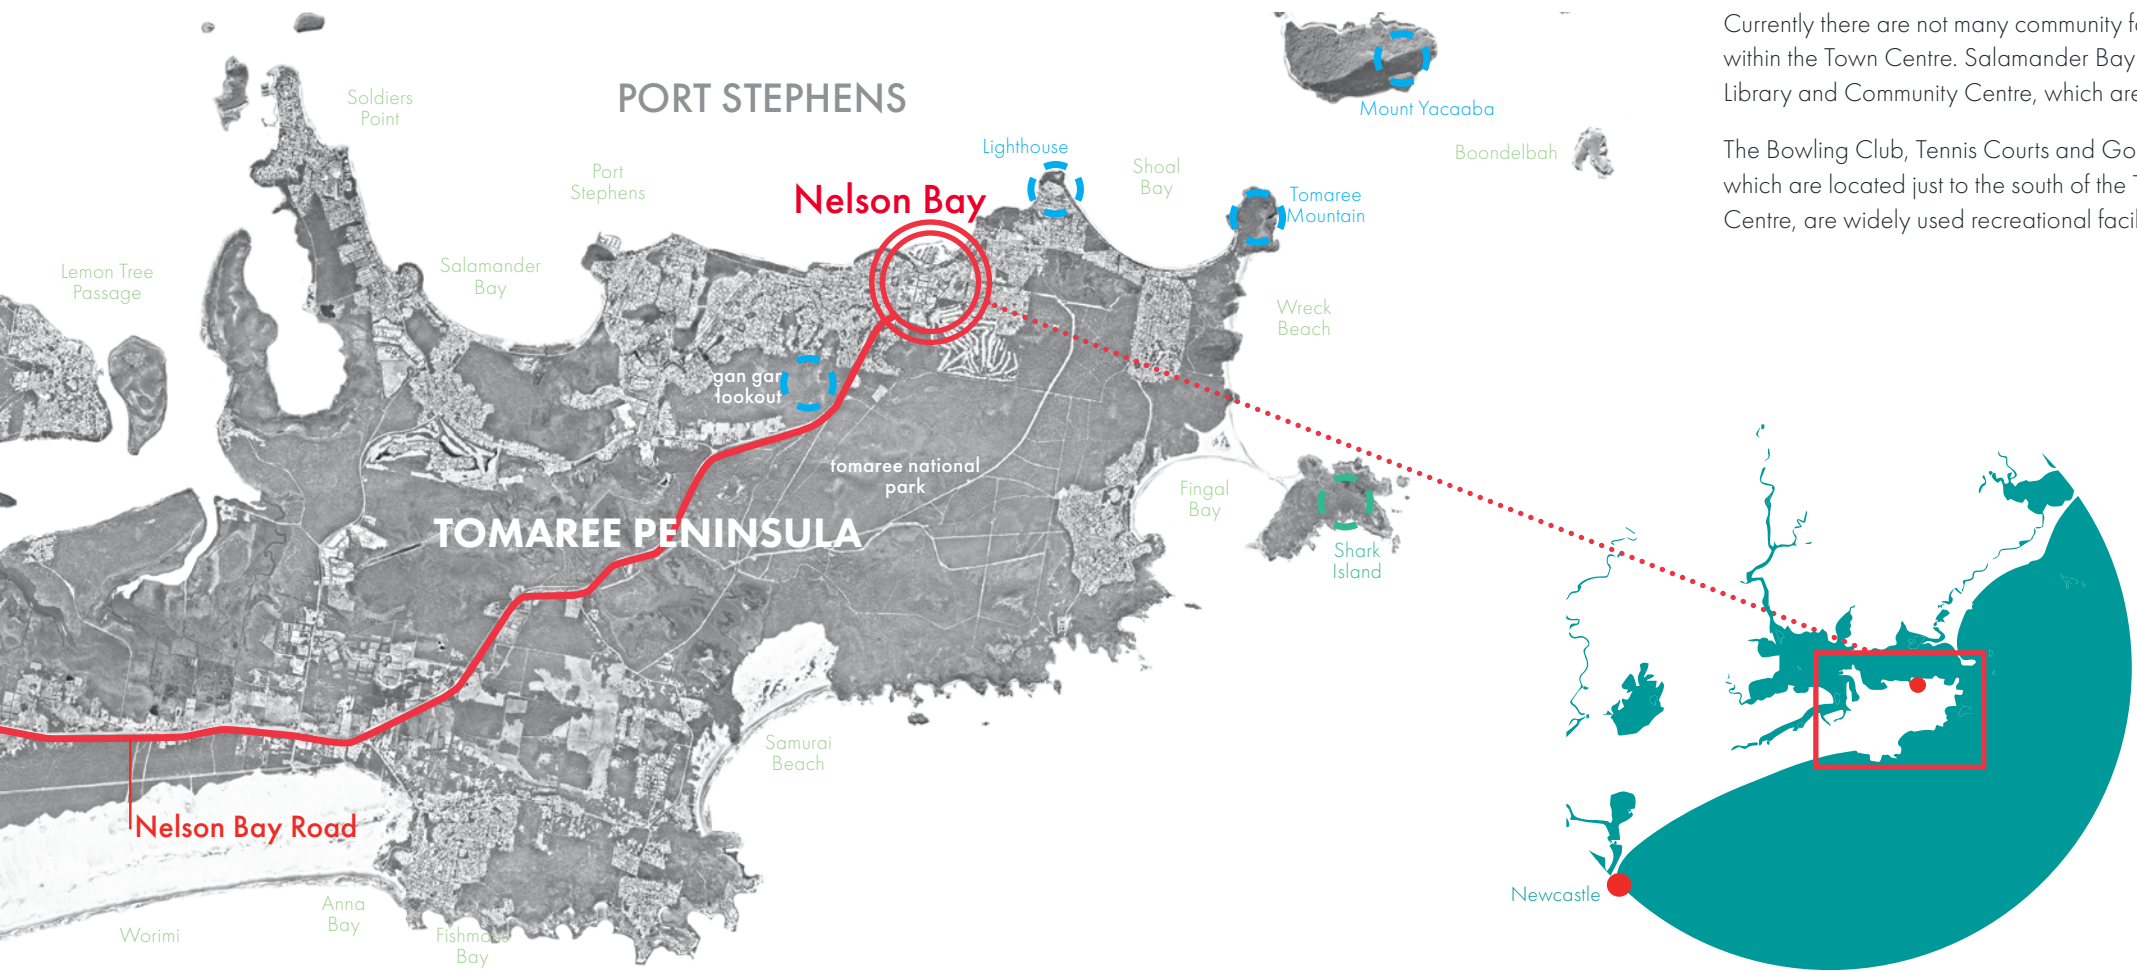 Currently there are not many community f
within the Town Centre. Salamander Bay
Library and Community Centre, which are
The Bowling Club, Tennis Courts and Go
which are located just to the south of the T
Centre, are widely used recreational facil
PORT STEPHENS
Soldiers
Point
Port
Stephens
Lighthouse
Nelson Bay
Shoal
Bay
Mount Yacaaba
Boondelbah
Tomaree
Mountain
Lemon Tree
Passage
Salamander
Bay
Wreck
Beach
gan gan
lookout
tomaree national
park
TOMAREE PENINSULA
Fingal
Bay
Shark
Island
Samurai
Beach
Nelson Bay Road
Anna
Bay
Worimi
Bay
Newcastle